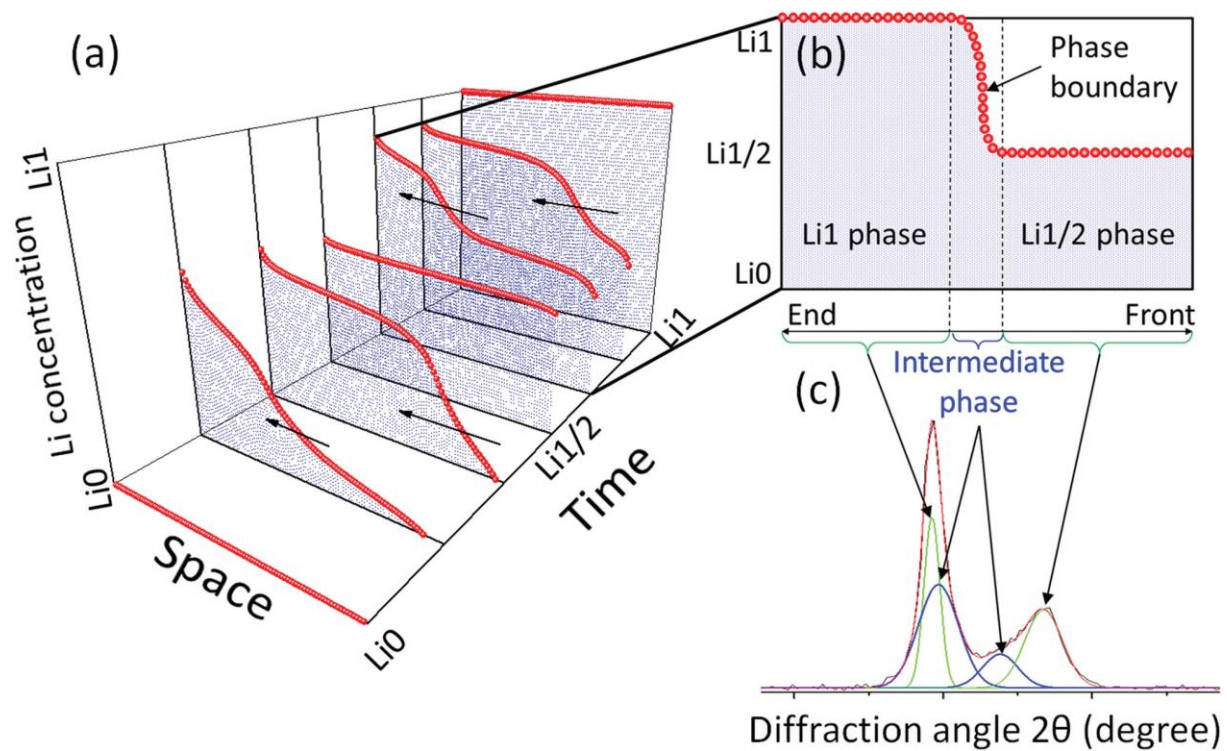 (a)
Li1
Li concentration
Li0
Space
Li0
Time
Li1/2
Li1
(b)
Li1
Li1/2
Li0
Phase
boundary
Li1 phase
Li1/2 phase
End
Front
Intermediate
phase
(c)
Diffraction angle 2θ (degree)